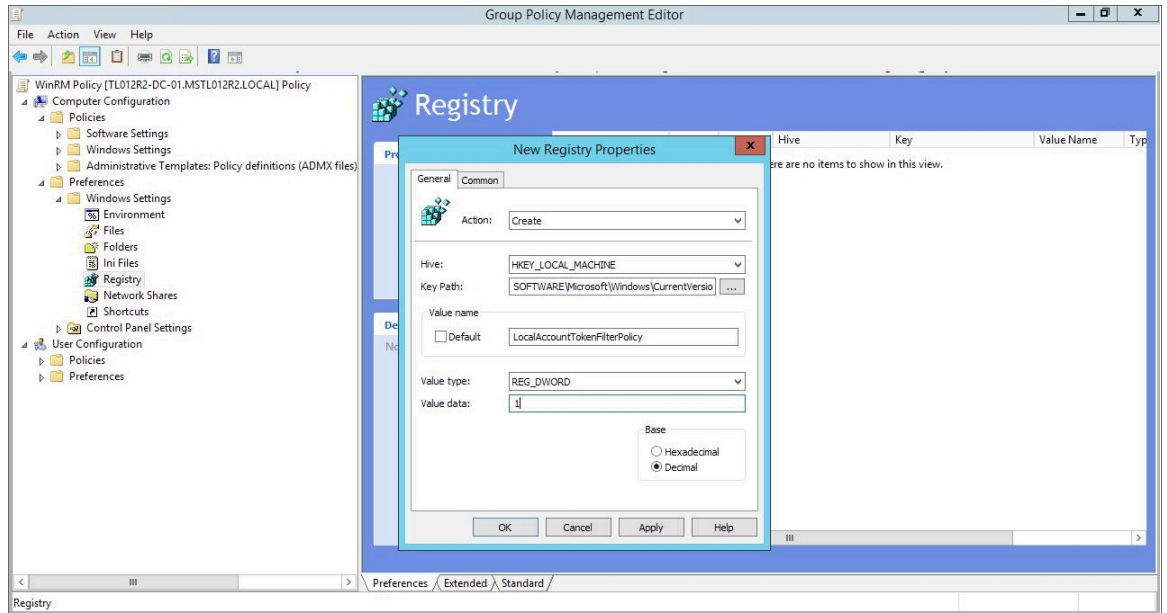 Group Policy Management Editor
File Action View Help
WinRM Policy [TL012R2-DC-01.MSTL012R2.LOCAL] Policy
Computer Configuration
Policies
Software Settings
Windows Settings
Administrative Templates: Policy definitions (ADMX files)
Preferences
Windows Settings
Environment
Files
Folders
Ini Files
Registry
Network Shares
Shortcuts
Control Panel Settings
User Configuration
Policies
Preferences
Registry
Hive Key Value Name Typ
ere are no items to show in this view.
Pr
De
No
New Registry Properties
X
General Common
Action: Create
Hive: HKEY_LOCAL_MACHINE
Key Path: SOFTWARE\Microsoft\Windows\CurrentVersio ...
Value name
Default LocalAccountTokenFilterPolicy
Value type: REG_DWORD
Value data: 1
Base
Hexadecimal
Decimal
OK Cancel Apply Help
Preferences Extended Standard
Registry